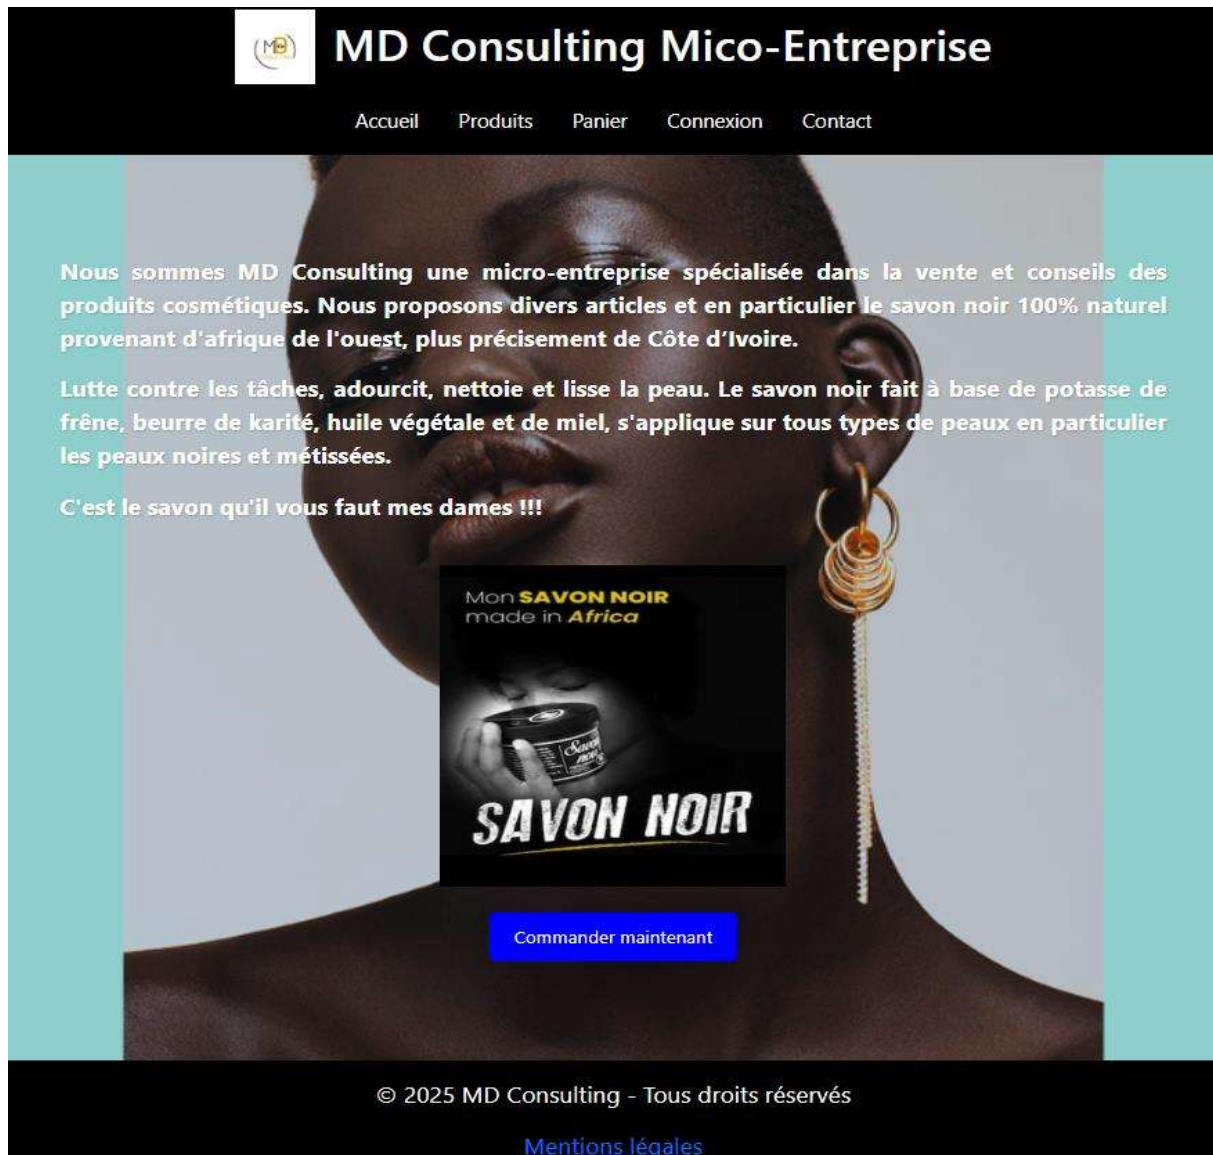 MD
MD Consulting Mico-Entreprise
Accueil Produits Panier Connexion Contact
Nous sommes MD Consulting une micro-entreprise spécialisée dans la vente et conseils des
produits cosmétiques. Nous proposons divers articles et en particulier le savon noir 100% naturel
provenant d'afrique de l'ouest, plus précisement de Côte d’Ivoire.
Lutte contre les tâches, adourcit, nettoie et lisse la peau. Le savon noir fait à base de potasse de
frêne, beurre de karité, huile végétale et de miel, s'applique sur tous types de peaux en particulier
les peaux noires et métissées.
C'est le savon qu'il vous faut mes dames !!!
Mon SAVON NOIR
made in Africa
Savon
noir
SAVON NOIR
Commander maintenant
© 2025 MD Consulting - Tous droits réservés
Mentions légales